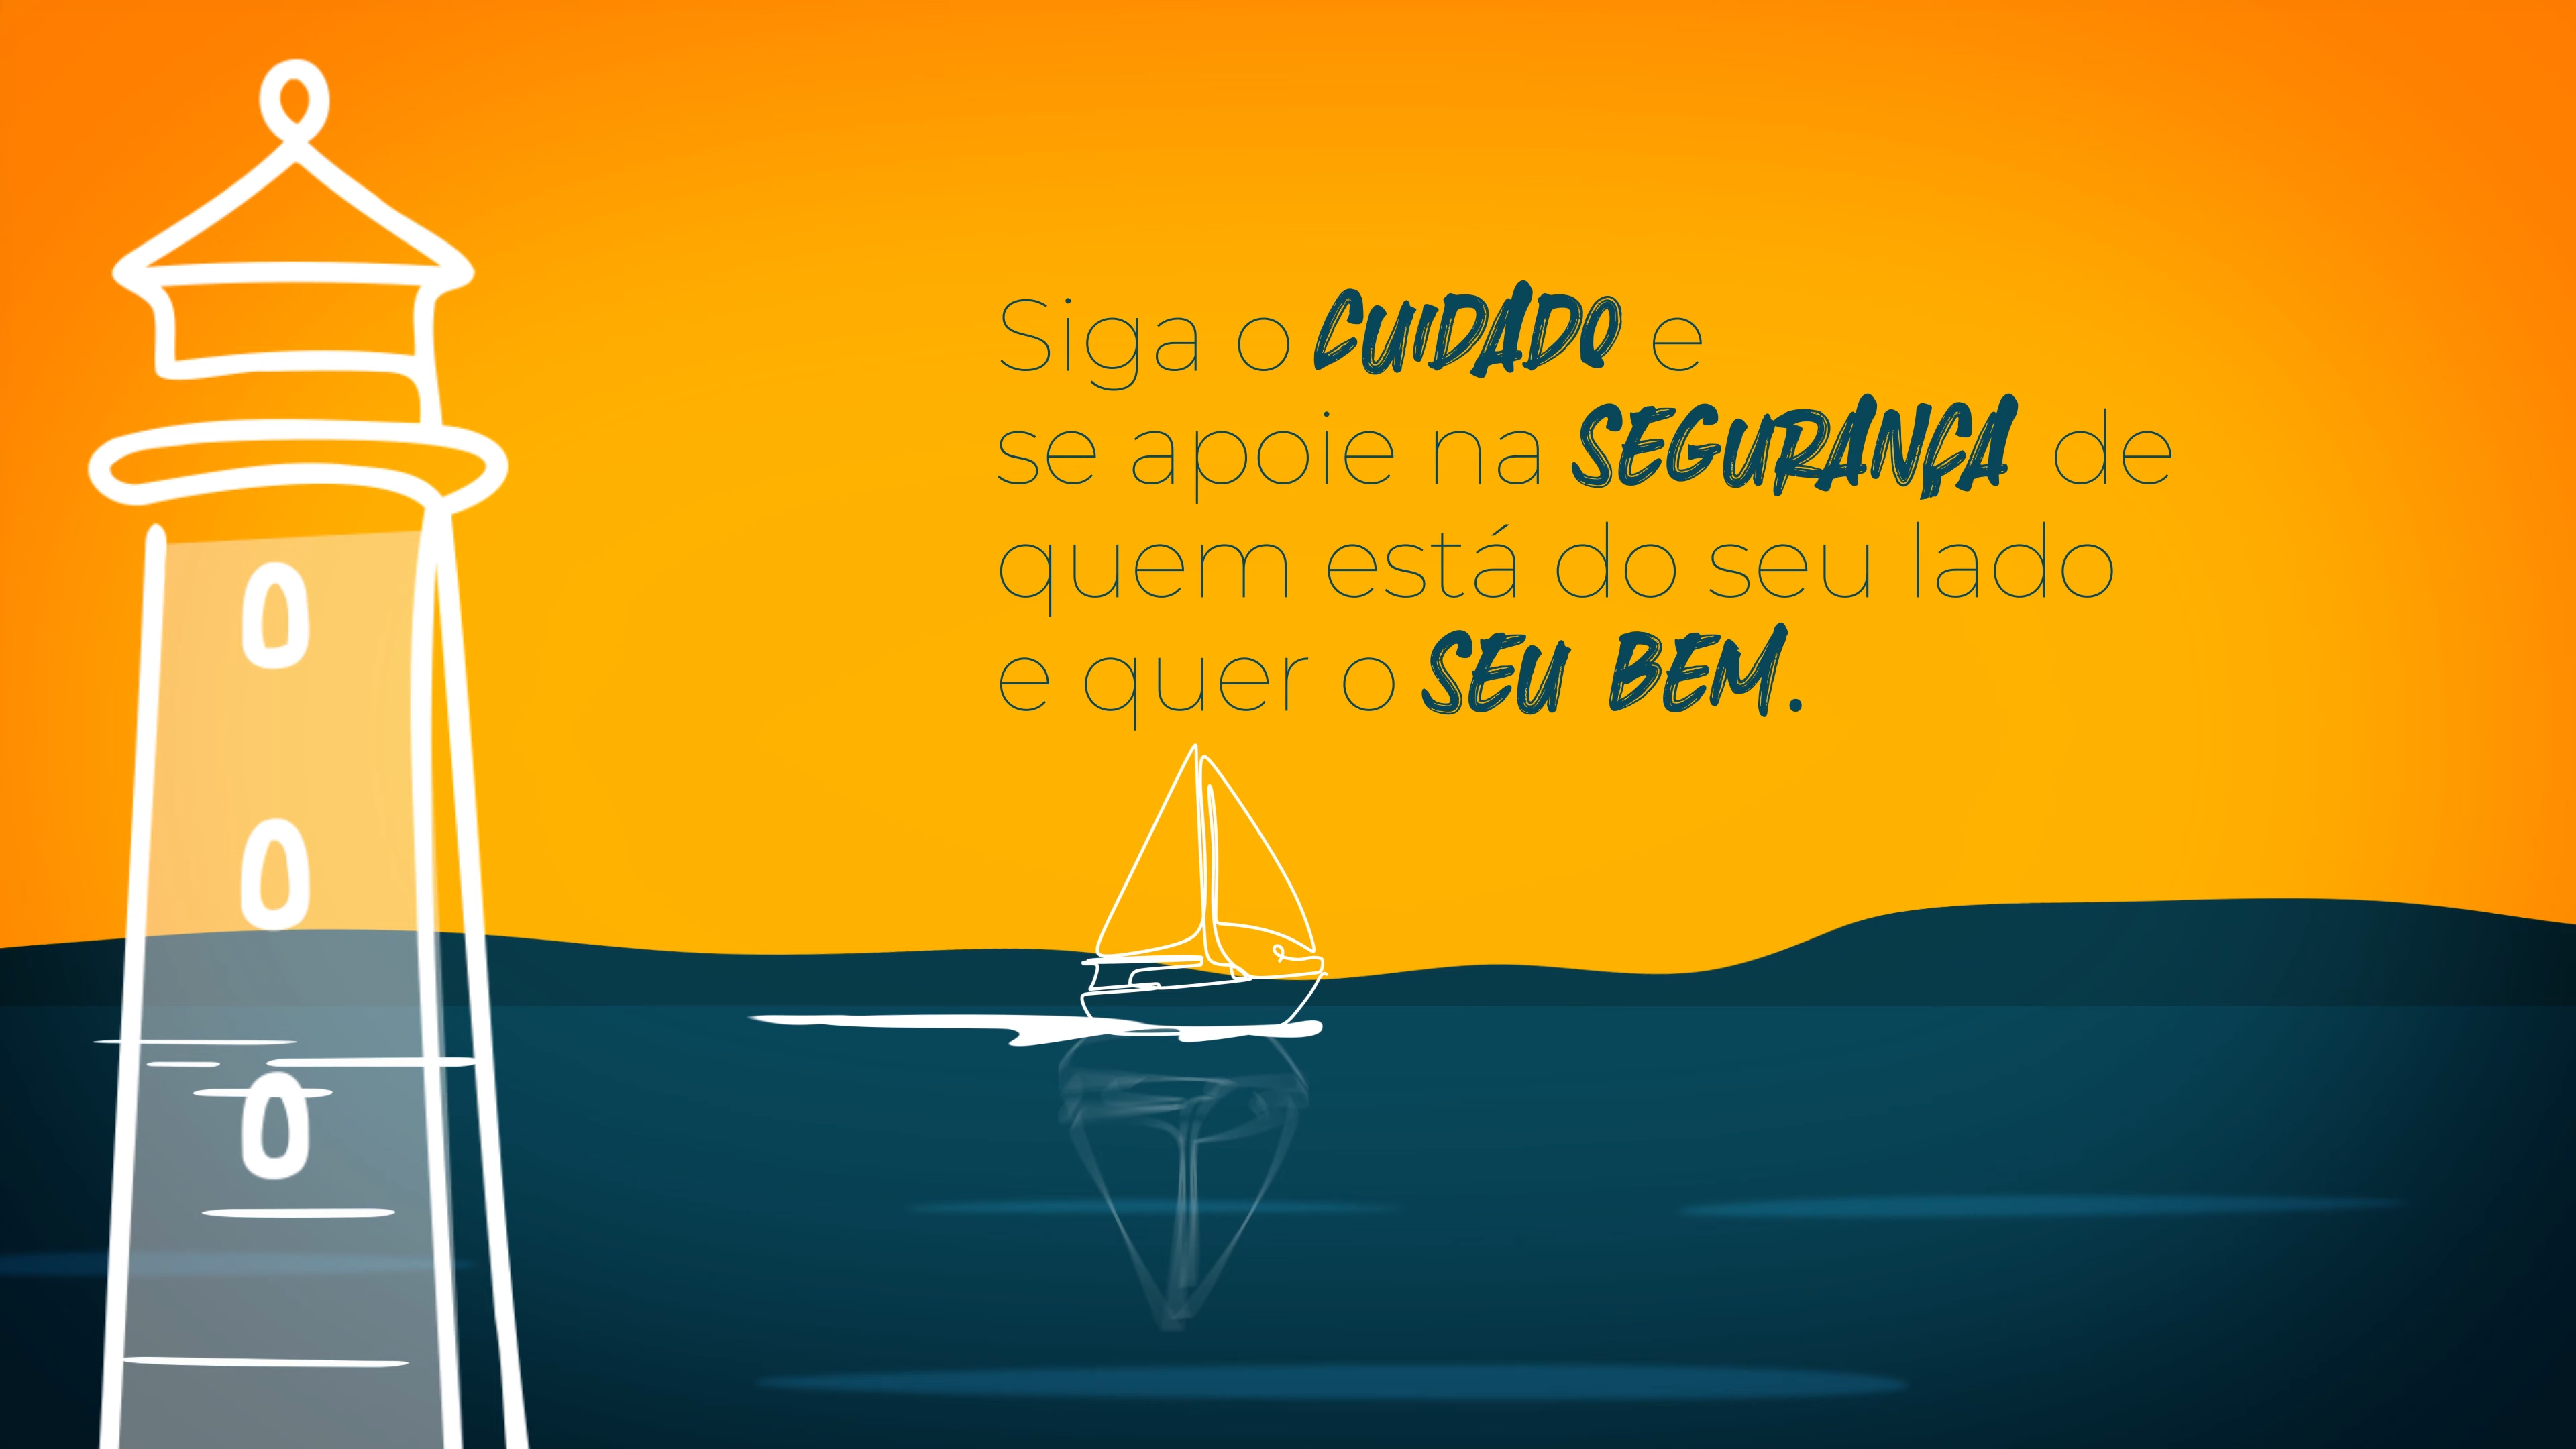 Siga o CUIDADO e
se apoie na SEGURANÇA de
quem está do seu lado
e quer o SEU BEM.